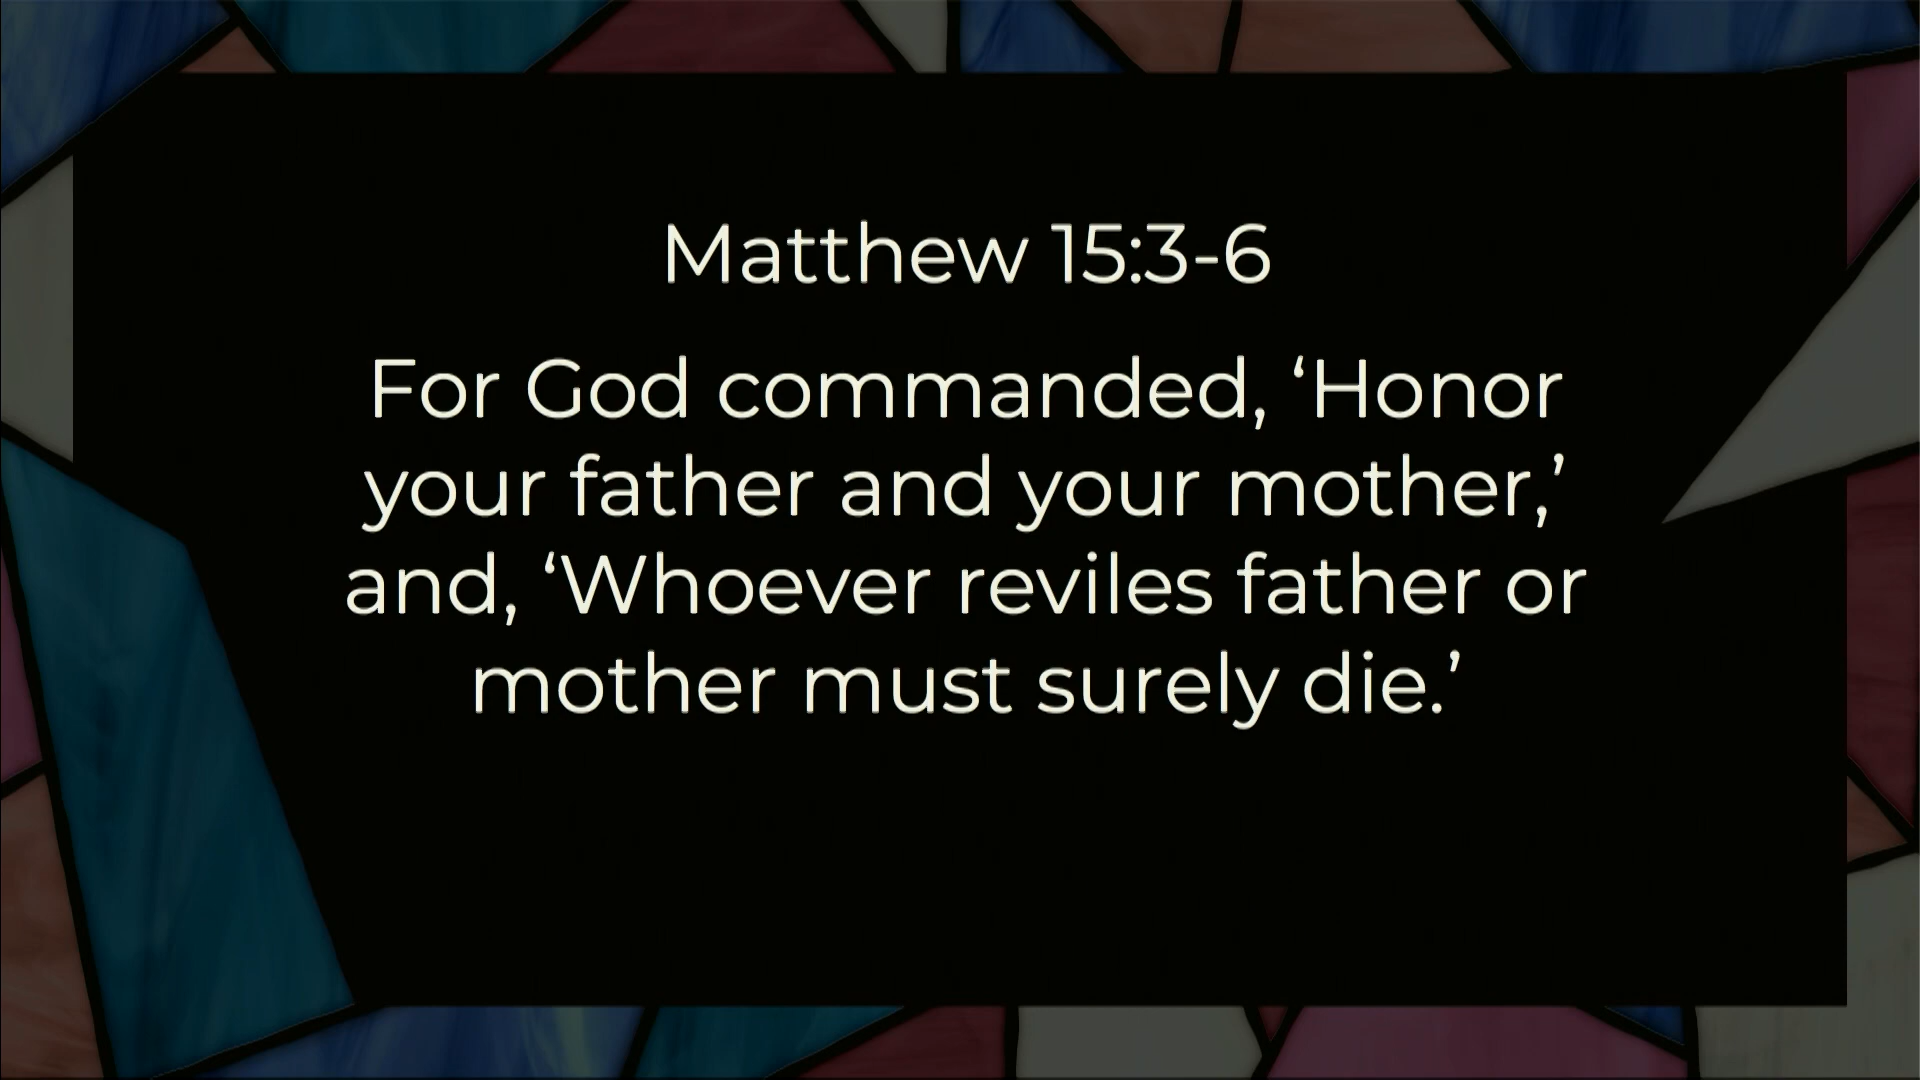 Matthew 15:3-6
For God commanded, ‘Honor
your father and your mother,’
and, ‘Whoever reviles father or
mother must surely die.’